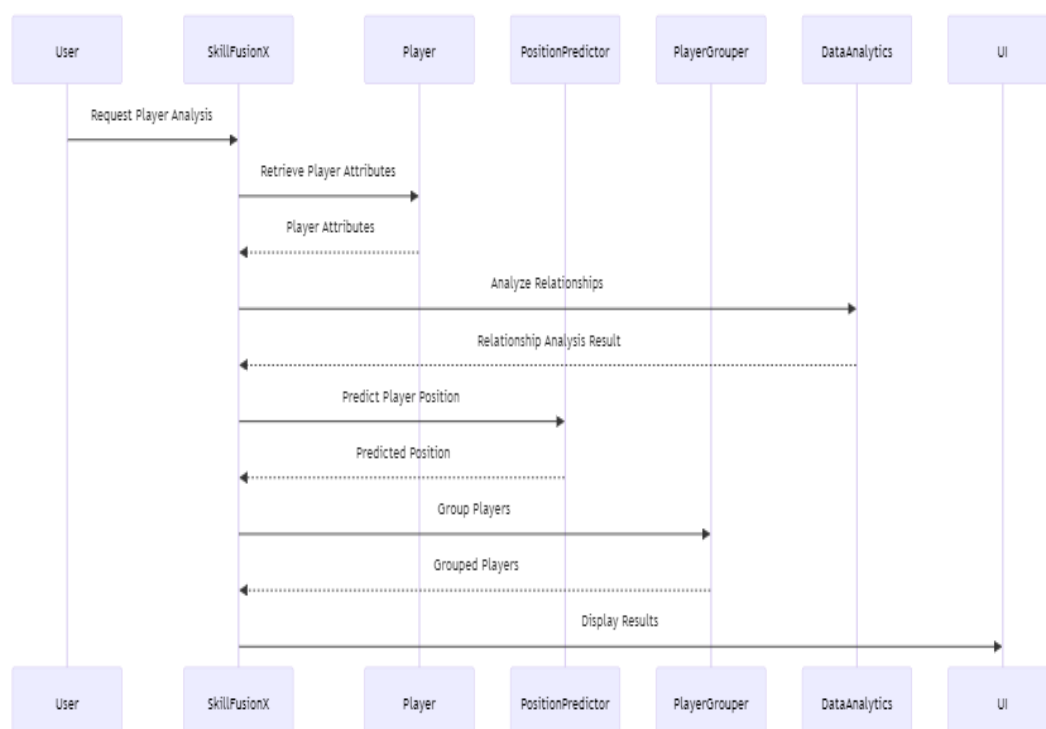 User
SkillFusionX
Player
PositionPredictor
PlayerGrouper
DataAnalytics
UI
Request Player Analysis
Retrieve Player Attributes
Player Attributes
Analyze Relationships
Relationship Analysis Result
Predict Player Position
Predicted Position
Group Players
Grouped Players
Display Results
User
SkillFusionX
Player
PositionPredictor
PlayerGrouper
DataAnalytics
UI